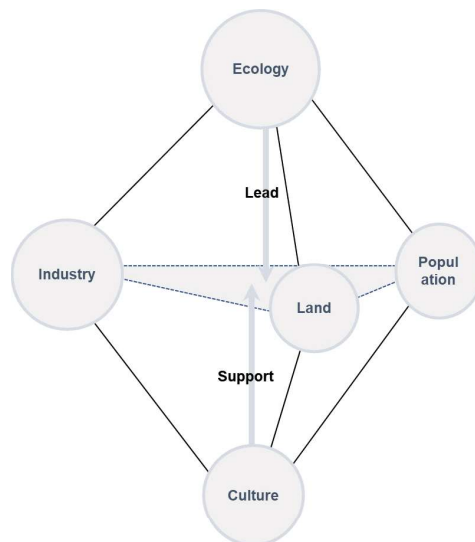 Ecology
Lead
Industry
Popul
ation
Land
Support
Culture